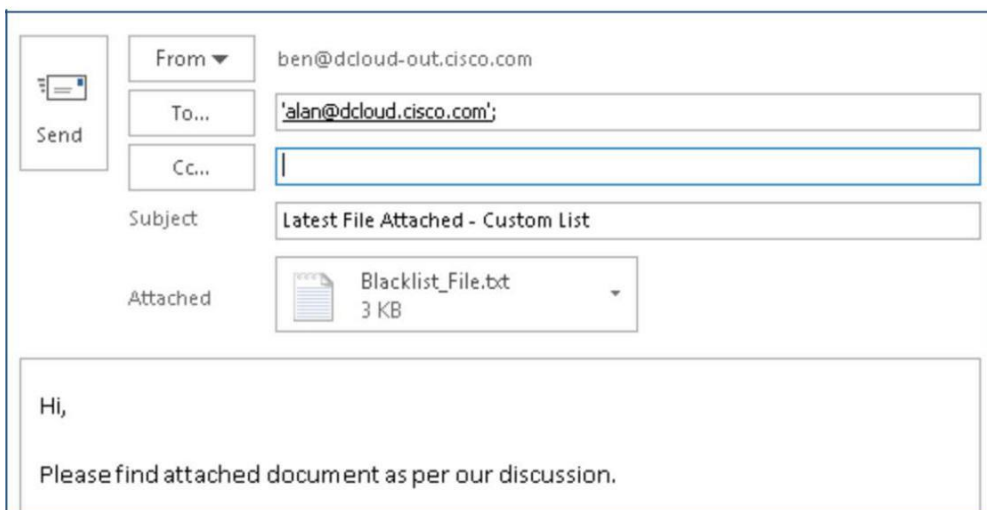 From ben@dcloud-out.cisco.com
Send
To... 'alan@dcloud.cisco.com';
Cc...
Subject Latest File Attached - Custom List
Attached Blacklist_File.txt
3 KB
Hi,
Please find attached document as per our discussion.